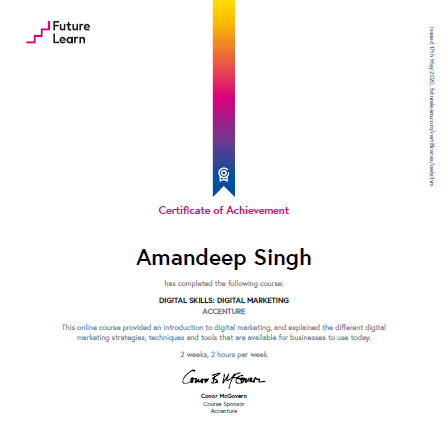 Future
Learn
Certificate of Achievement
Amandeep Singh
has completed the following course:
DIGITAL SKILLS: DIGITAL MARKETING
ACCENTURE
This online course provided an introduction to digital marketing, and explained the different digital
marketing strategies, techniques and tools that are available for businesses to use today.
2 weeks, 2 hours per week
Conor McGovern
Course Sponsor
Accenture
Issued 17th May 2020. futurelearn.com/certificates/